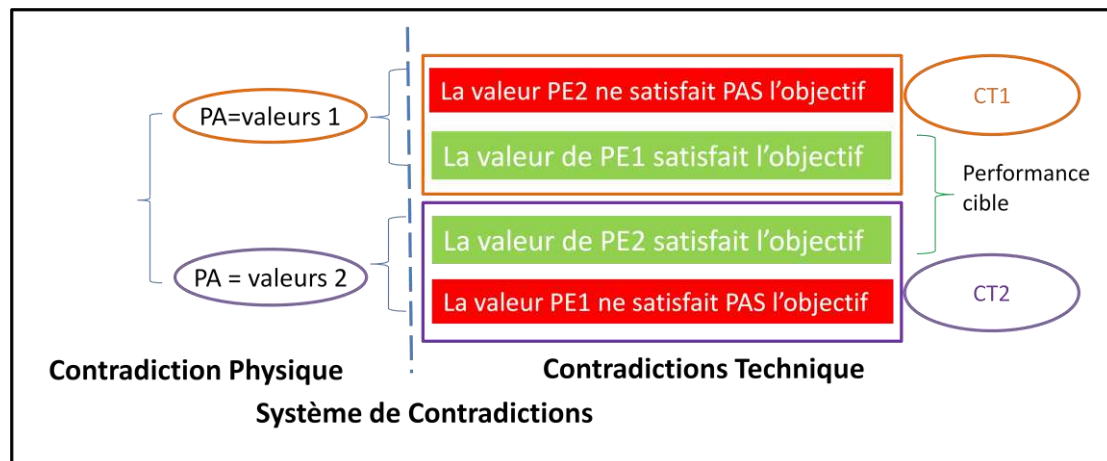 La valeur PE2 ne satisfait PAS l'objectif
CT1
PA=valeurs 1
La valeur de PE1 satisfait l'objectif
Performance
cible
La valeur de PE2 satisfait l'objectif
PA = valeurs 2
La valeur PE1 ne satisfait PAS l'objectif
CT2
Contradiction Physique
Contradictions Technique
Système de Contradictions